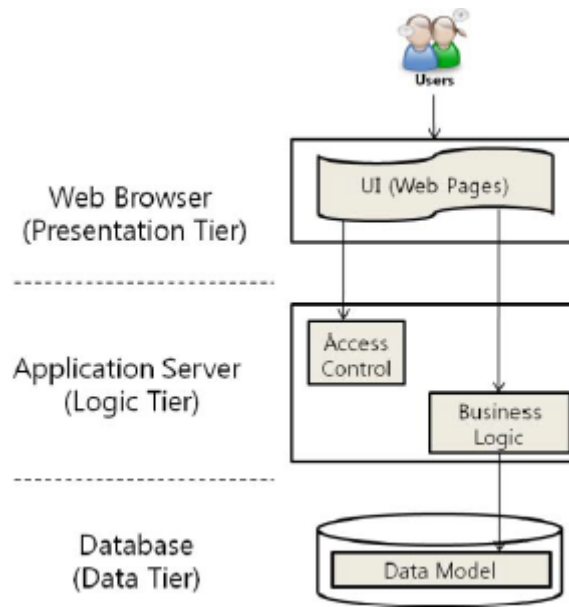 Users
UI (Web Pages)
Web Browser
(Presentation Tier)
Access
Control
Application Server
(Logic Tier)
Business
Logic
Database
(Data Tier)
Data Model